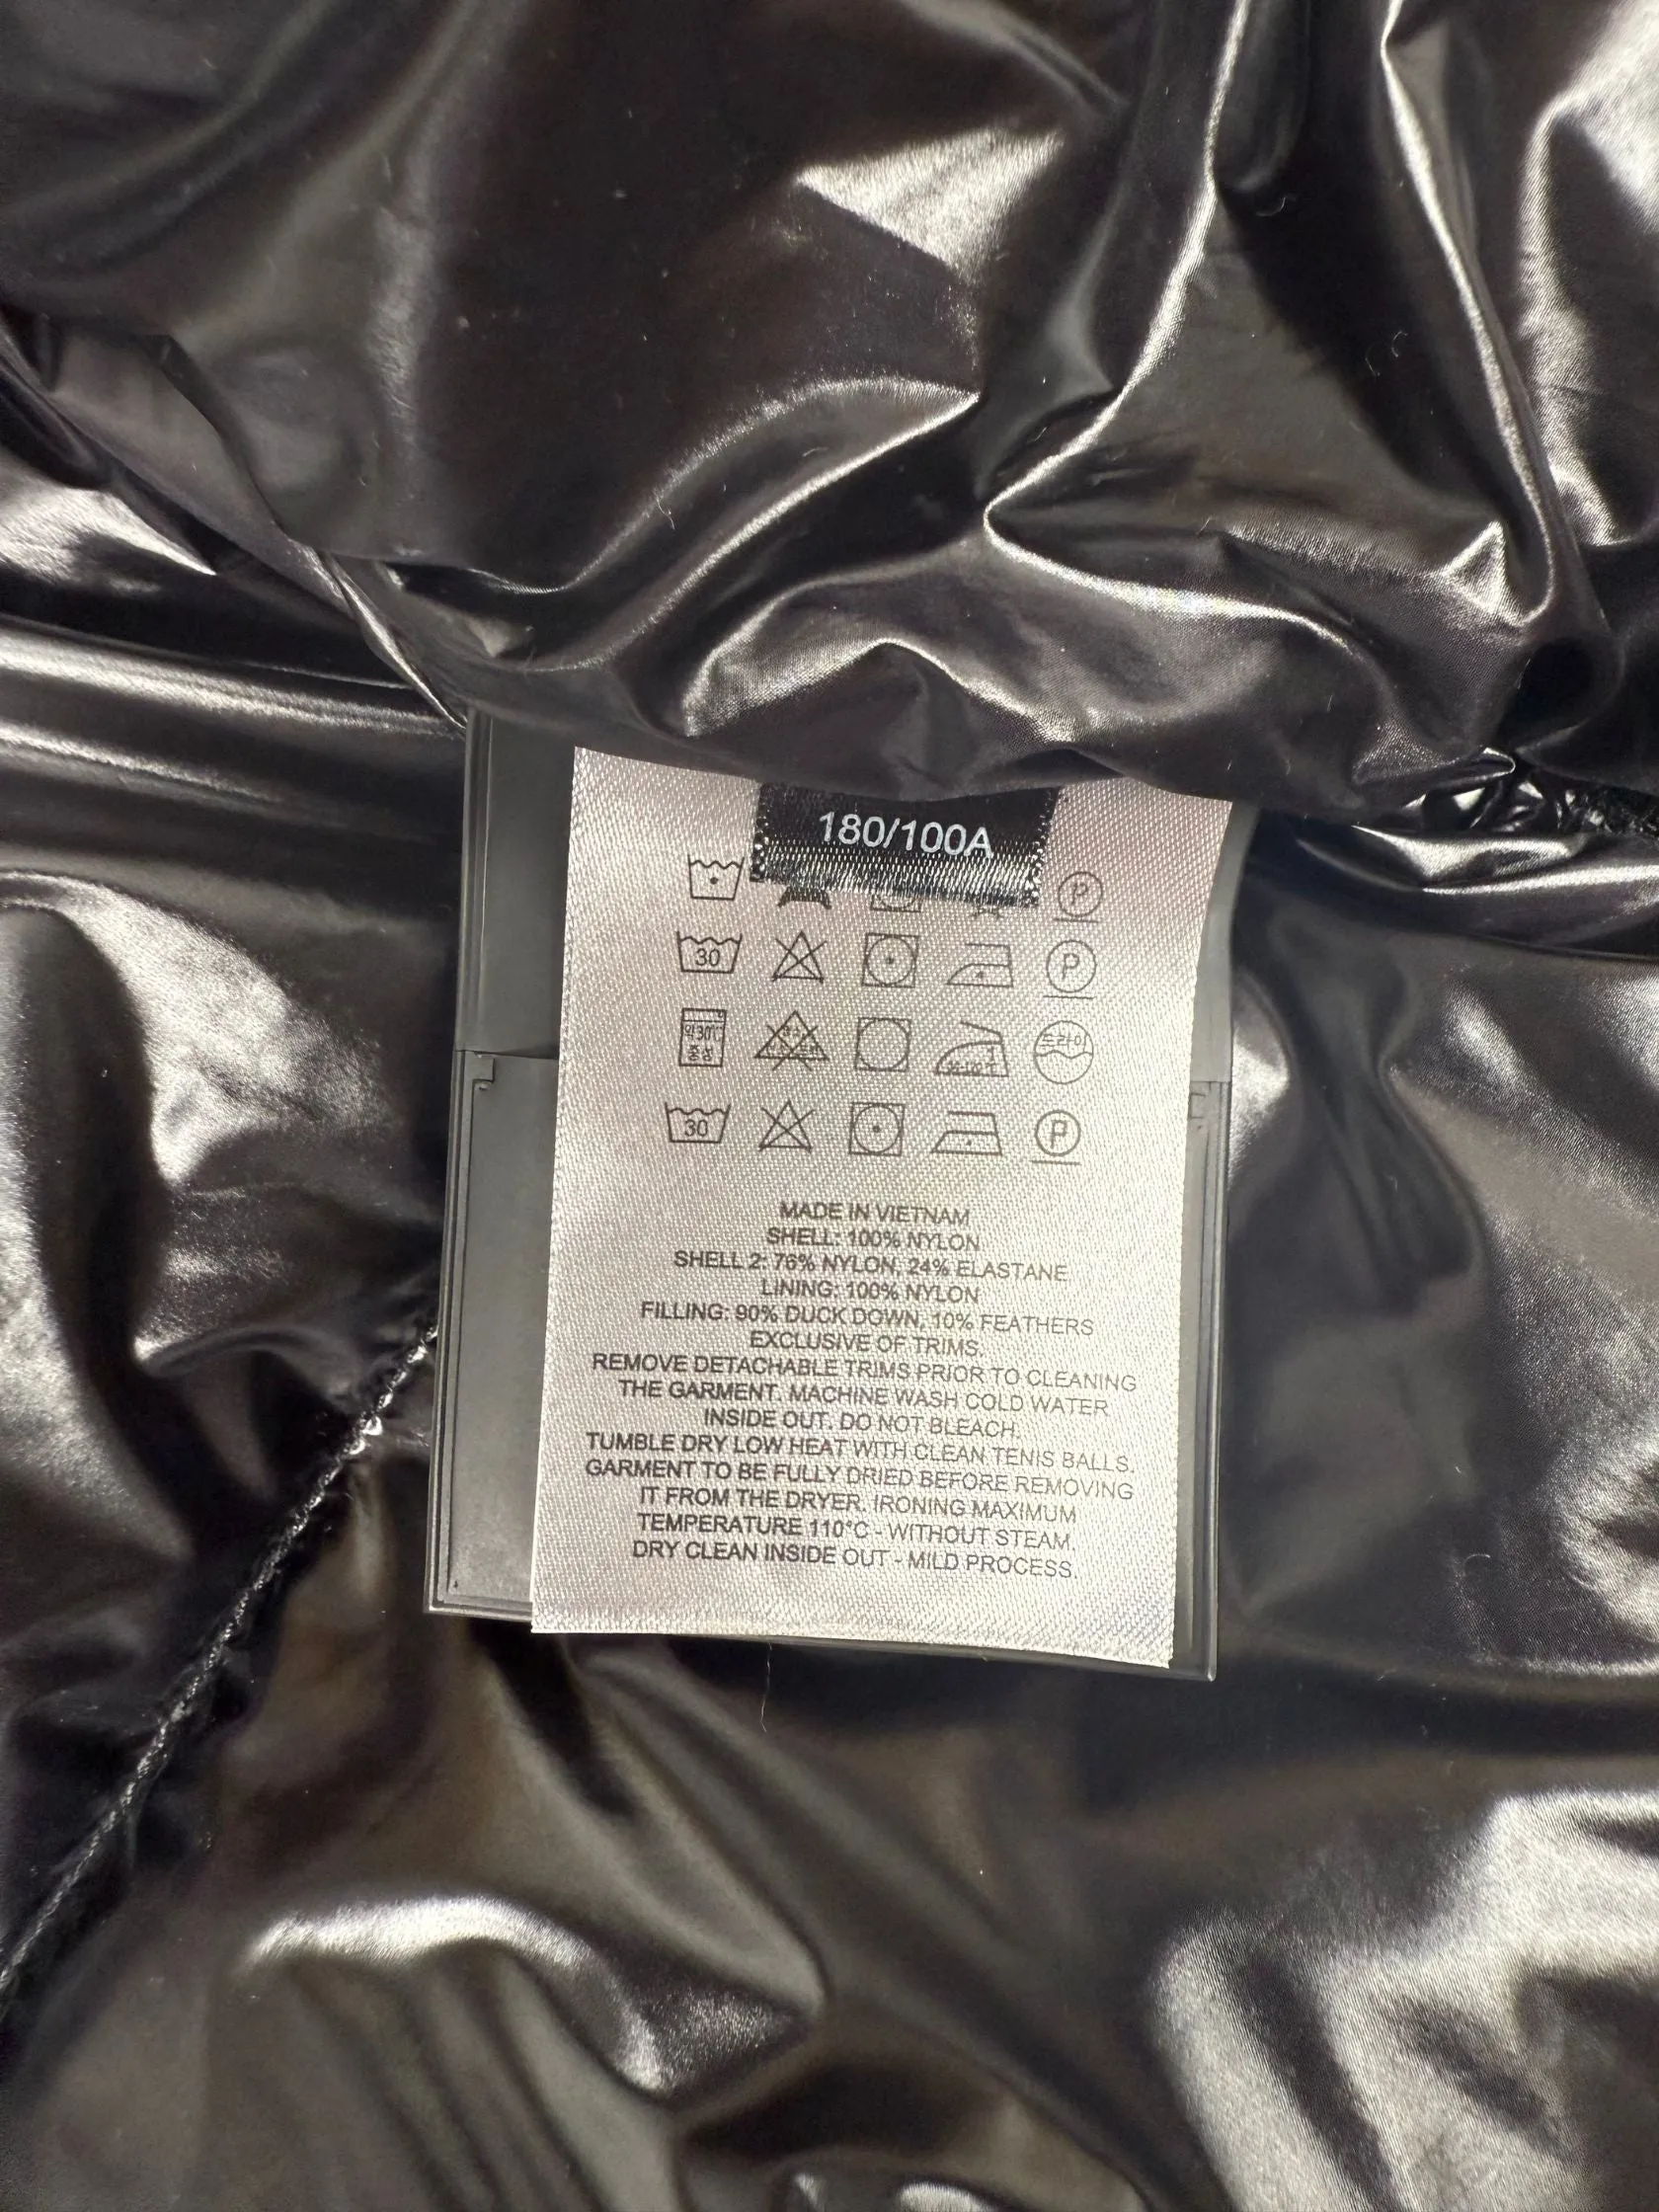 180/100A
P
30
P
드라이
30
P
MADE IN VIETNAM
SHELL: 100% NYLON
SHELL 2: 76% NYLON, 24% ELASTANE
LINING: 100% NYLON
FILLING: 90% DUCK DOWN, 10% FEATHERS
EXCLUSIVE OF TRIMS.
REMOVE DETACHABLE TRIMS PRIOR TO CLEANING
THE GARMENT. MACHINE WASH COLD WATER
INSIDE OUT. DO NOT BLEACH.
TUMBLE DRY LOW HEAT WITH CLEAN TENIS BALLS.
GARMENT TO BE FULLY DRIED BEFORE REMOVING
IT FROM THE DRYER. IRONING MAXIMUM
TEMPERATURE 110°C - WITHOUT STEAM.
DRY CLEAN INSIDE OUT - MILD PROCESS.